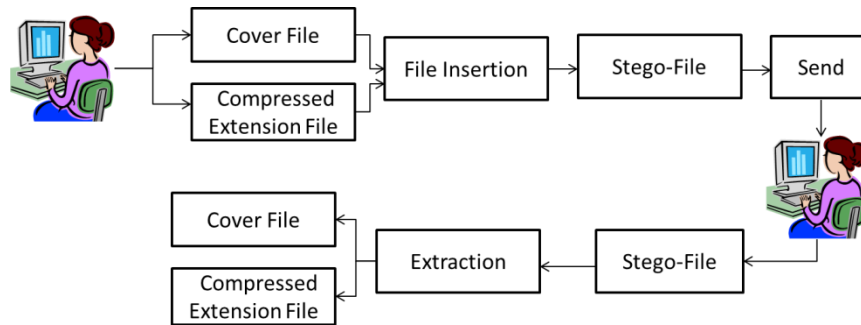 Cover File
Compressed
Extension File
File Insertion
Stego-File
Send
Cover File
Compressed
Extension File
Extraction
Stego-File